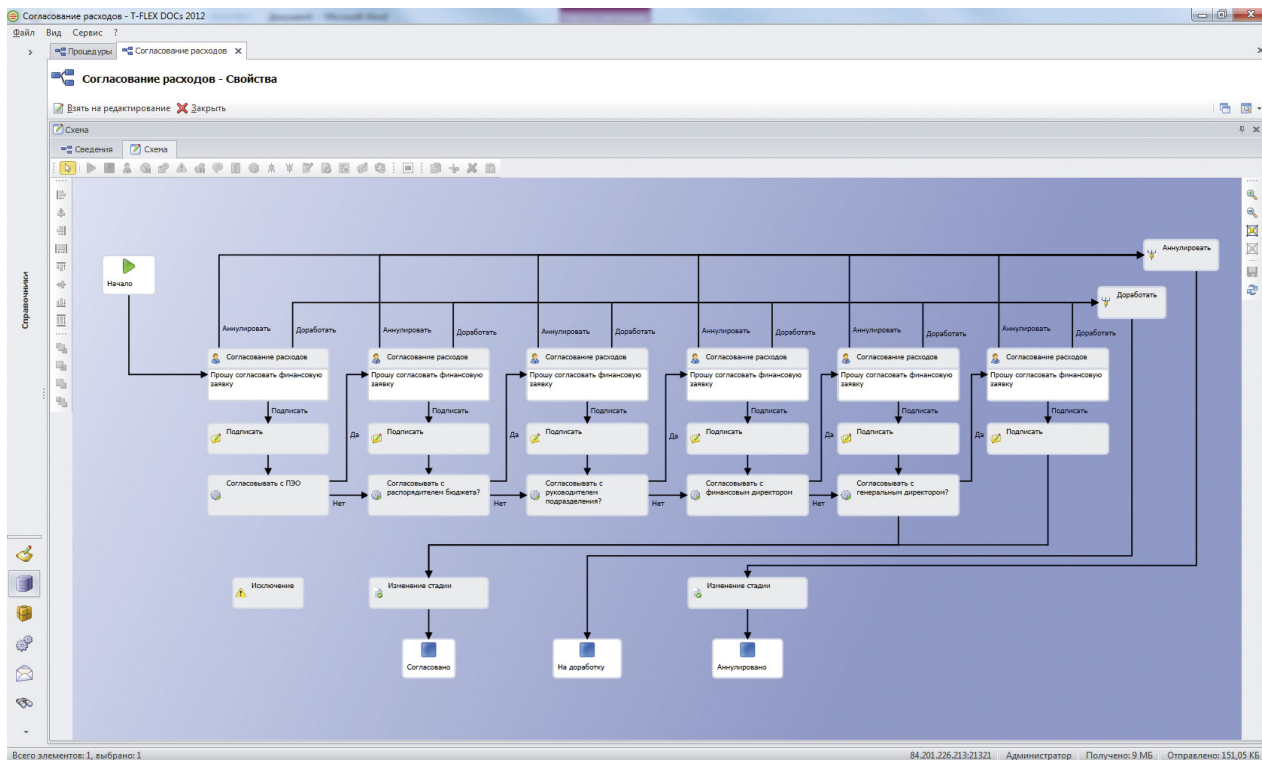 Согласование расходов - T-FLEX DOCs 2012
Файл Вид Сервис ?
Процедуры Согласование расходов
Согласование расходов - Свойства
Взять на редактирование Закрыть
Схема
Сведения Схема
Справочники
Аннулировать
Начало
Доработать
Аннулировать Доработать Аннулировать Доработать Аннулировать Доработать Аннулировать Доработать Аннулировать Доработать Аннулировать Доработать
Согласование расходов Согласование расходов Согласование расходов Согласование расходов Согласование расходов Согласование расходов
Прошу согласовать финансовую Прошу согласовать финансовую Прошу согласовать финансовую Прошу согласовать финансовую Прошу согласовать финансовую Прошу согласовать финансовую
заявку заявку заявку заявку заявку заявку
Подписать Подписать Подписать Подписать Подписать Подписать
Подписать Да Подписать Да Подписать Да Подписать Да Подписать Да Подписать
Согласовывать с ПЭО Согласовывать с Согласовывать с Согласовывать с Согласовывать с
распорядителем бюджета? руководителем финансовым директором генеральным директором?
подразделения?
Нет Нет Нет Нет
Исключение Изменение стадии Изменение стадии
Согласовано На доработку Аннулировано
Всего элементов: 1, выбрано: 1 84.201.226.213:21321 Администратор Получено: 9 МБ Отправлено: 151,05 КБ